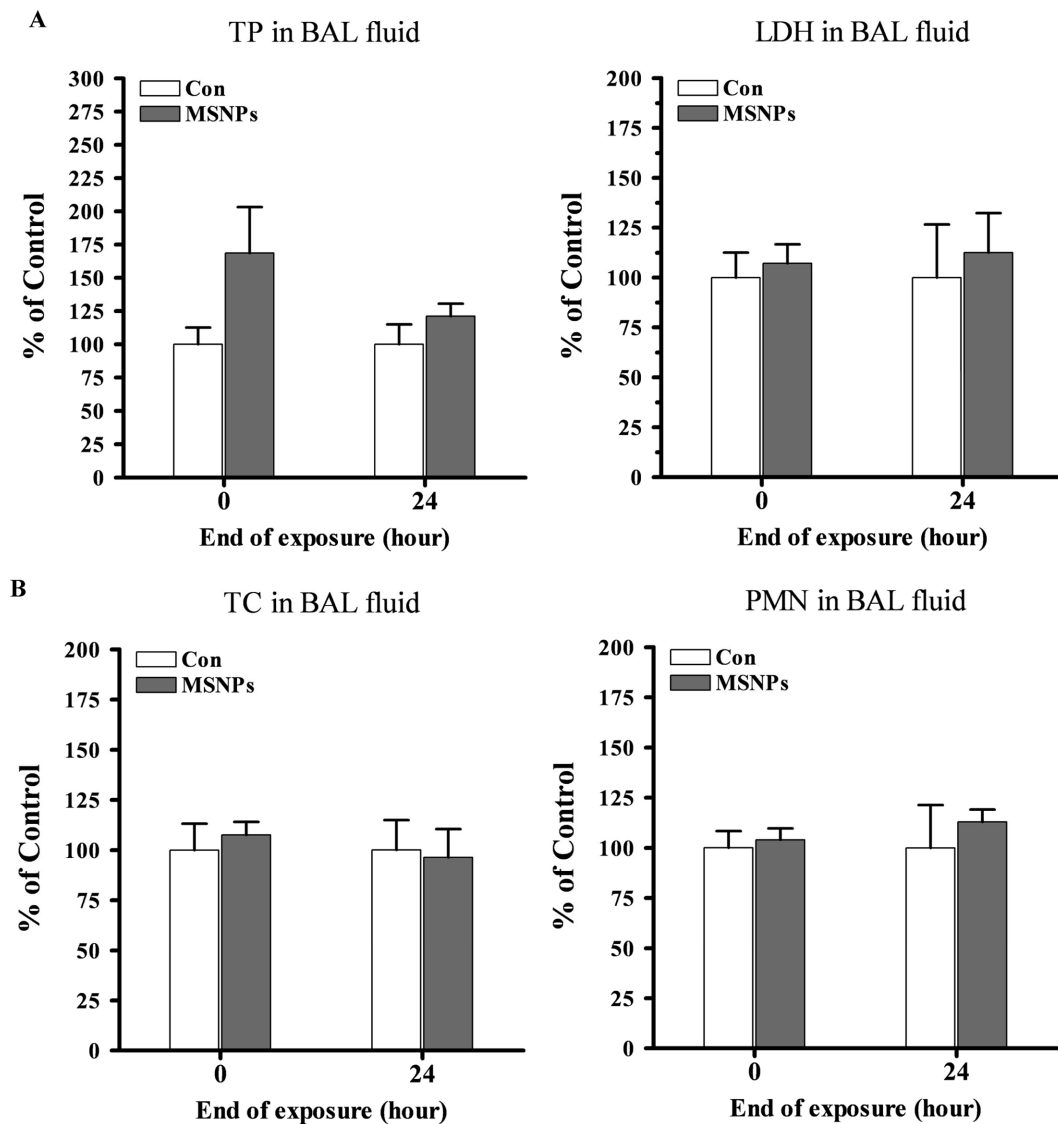 A
TP in BAL fluid
Con
MSNPs
% of Control
300
275
250
225
200
175
150
125
100
75
50
25
0
0 24
End of exposure (hour)
LDH in BAL fluid
Con
MSNPs
% of Control
200
175
150
125
100
75
50
25
0
0 24
End of exposure (hour)
B
TC in BAL fluid
Con
MSNPs
% of Control
200
175
150
125
100
75
50
25
0
0 24
End of exposure (hour)
PMN in BAL fluid
Con
MSNPs
% of Control
200
175
150
125
100
75
50
25
0
0 24
End of exposure (hour)